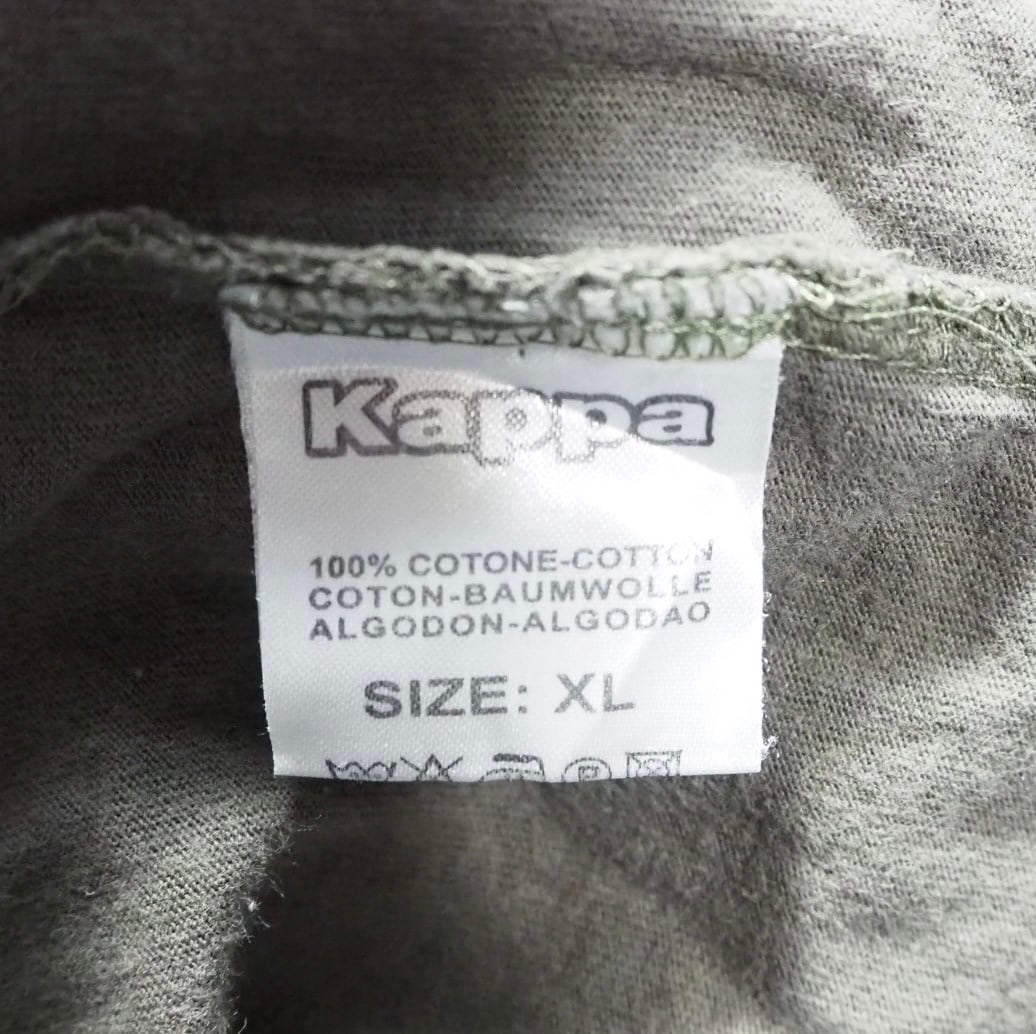 Kappa
100% COTONE-COTTON
COTON-BAUMWOLLE
ALGODON-ALGODAO
SIZE: XL
P